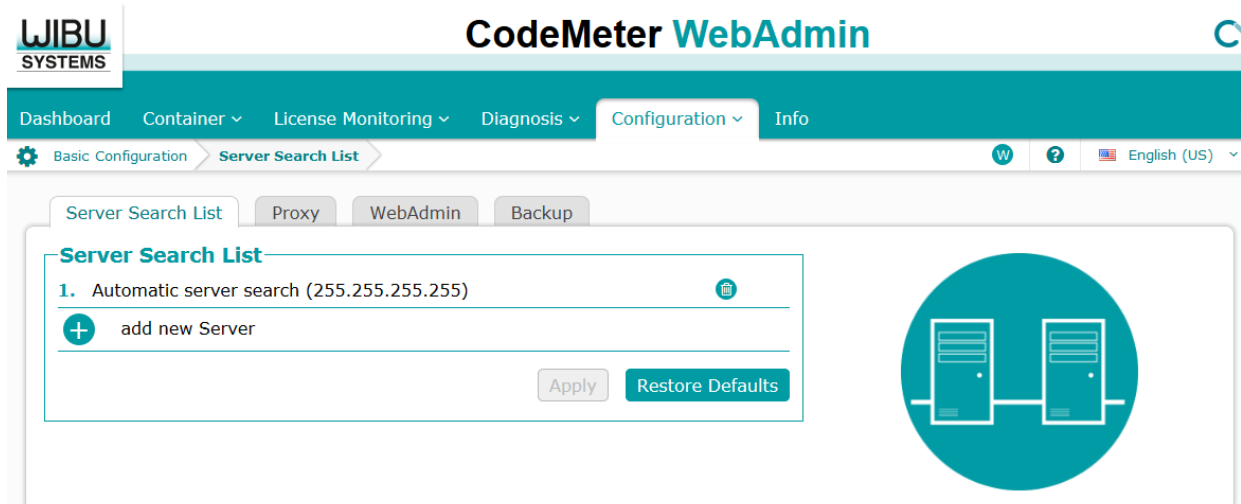 WIBU
SYSTEMS
CodeMeter WebAdmin
Dashboard Container License Monitoring Diagnosis Configuration Info
Basic Configuration Server Search List W ? English (US)
Server Search List Proxy WebAdmin Backup
Server Search List
1. Automatic server search (255.255.255.255)
+ add new Server
Apply Restore Defaults